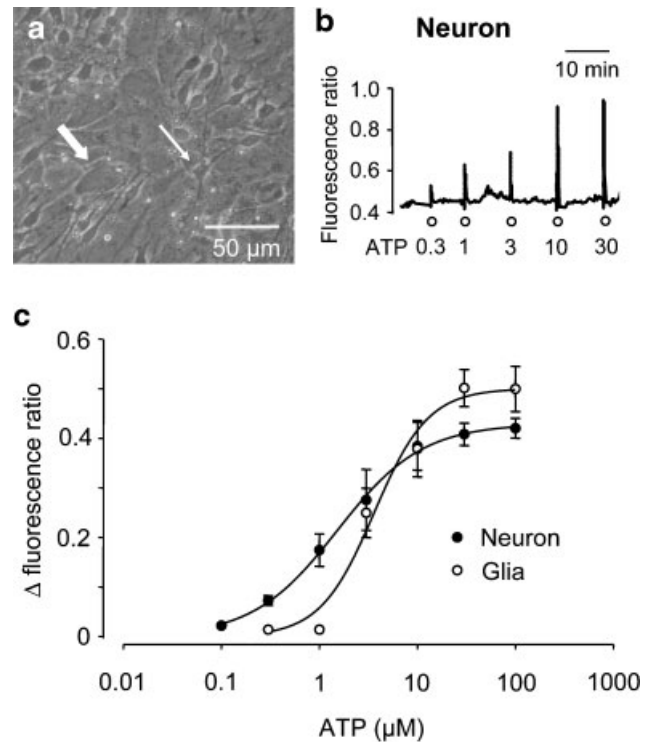 a
50 µm
b
Neuron
10 min
Fluorescence ratio
1.0
0.8
0.6
0.4
ATP 0.3 1 3 10 30
c
Δ fluorescence ratio
0.6
0.4
0.2
0
Neuron
Glia
0.01 0.1 1 10 100 1000
ATP (µM)